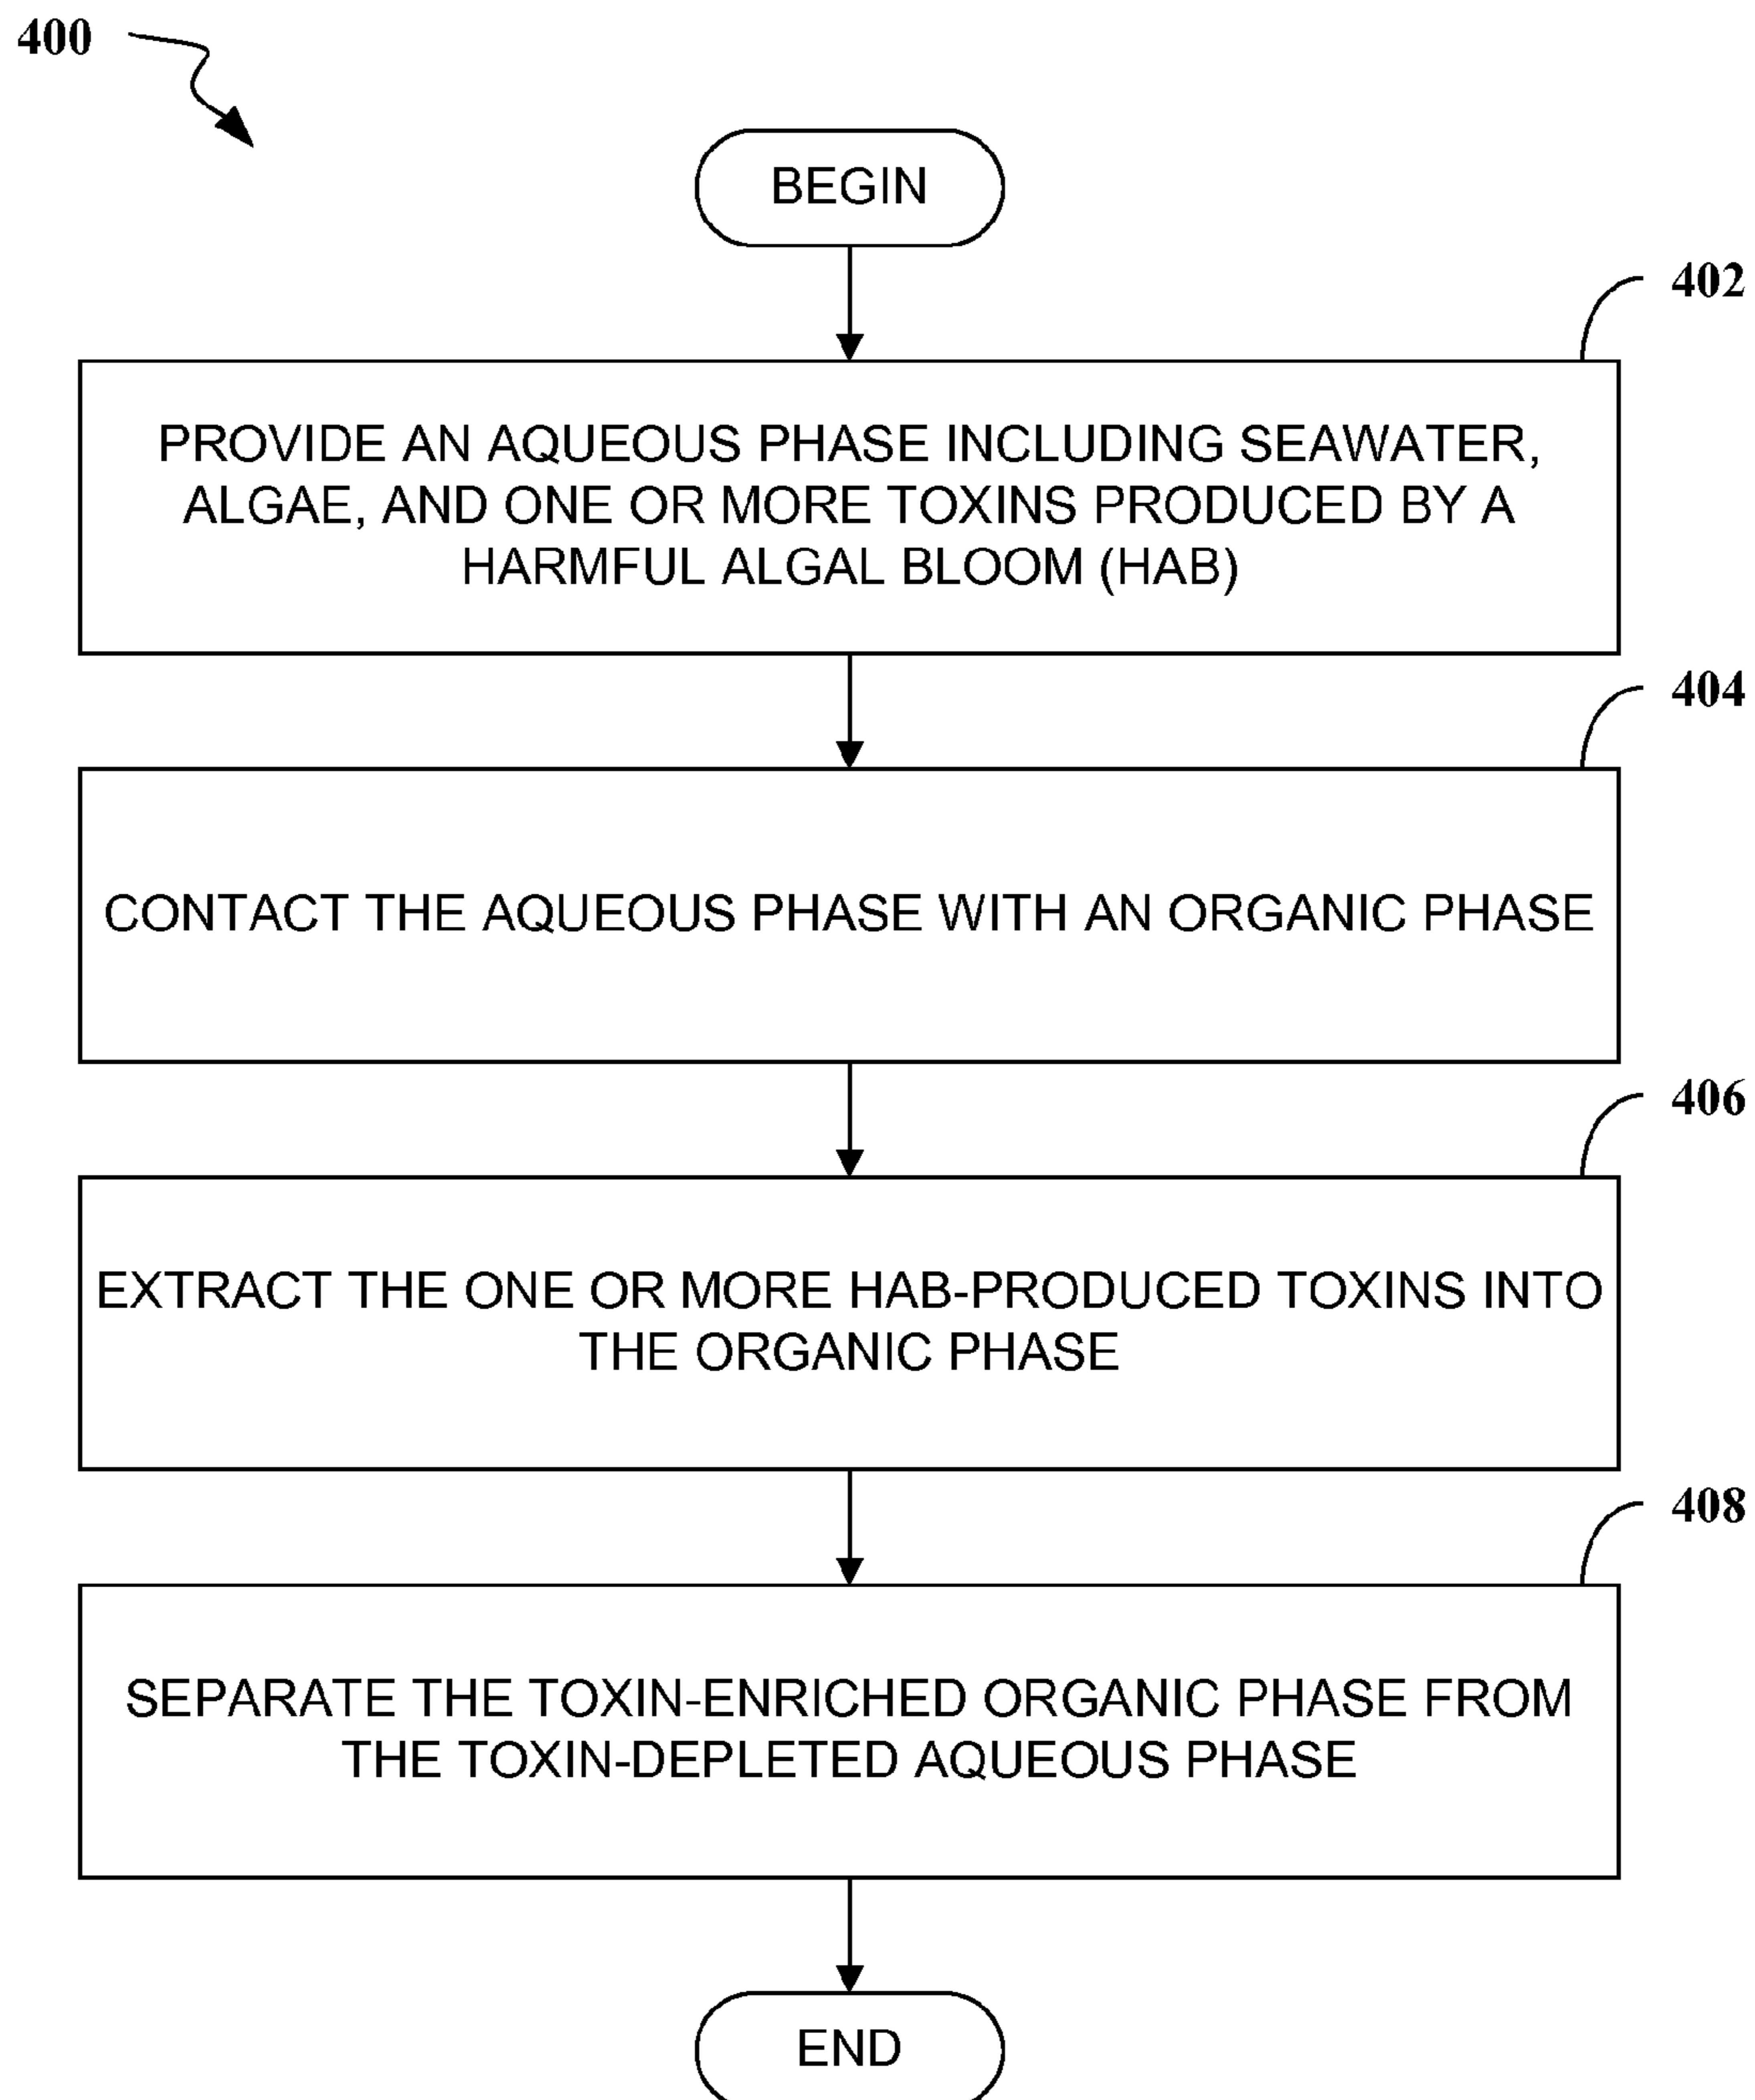 400
BEGIN
402
PROVIDE AN AQUEOUS PHASE INCLUDING SEAWATER,
ALGAE, AND ONE OR MORE TOXINS PRODUCED BY A
HARMFUL ALGAL BLOOM (HAB)
404
CONTACT THE AQUEOUS PHASE WITH AN ORGANIC PHASE
406
EXTRACT THE ONE OR MORE HAB-PRODUCED TOXINS INTO
THE ORGANIC PHASE
408
SEPARATE THE TOXIN-ENRICHED ORGANIC PHASE FROM
THE TOXIN-DEPLETED AQUEOUS PHASE
END